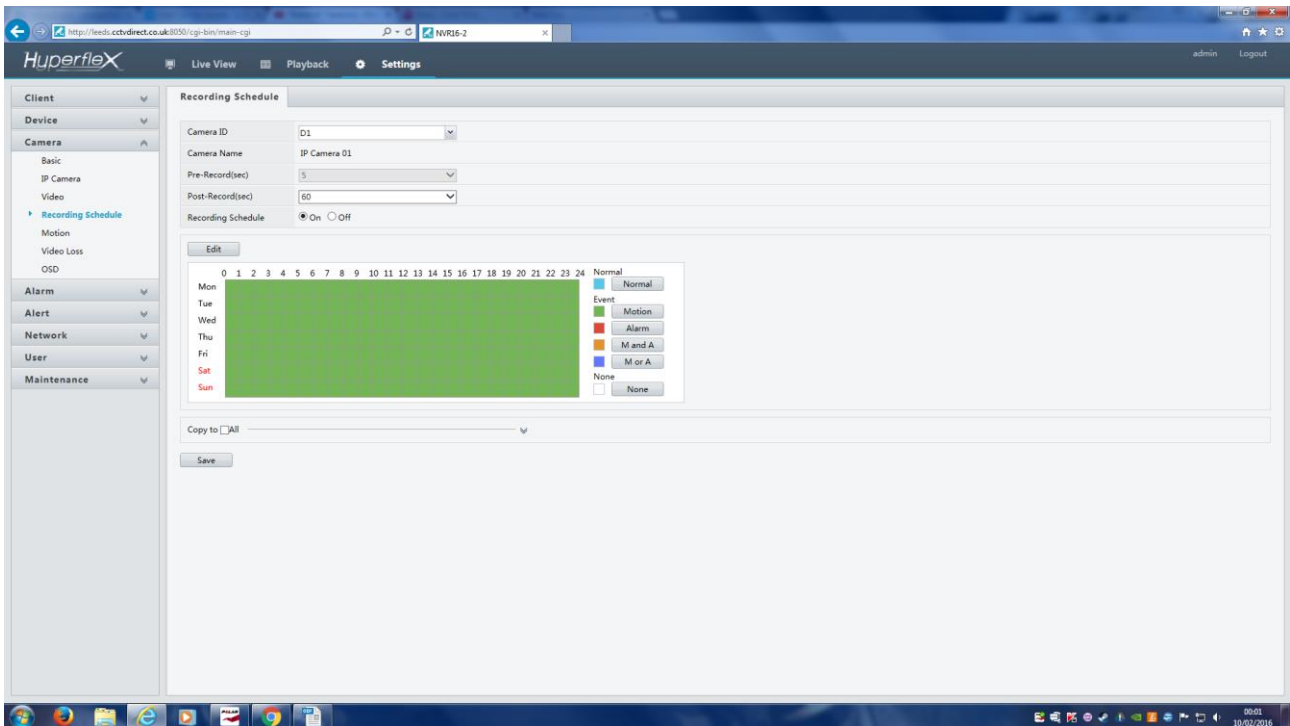 http://leeds.cctvdirect.co.uk:8050/cgi-bin/main-cgi
NVR16-2
HyperfleX
Live View
Playback
Settings
admin
Logout
Client
Device
Camera
Basic
IP Camera
Video
Recording Schedule
Motion
Video Loss
OSD
Alarm
Alert
Network
User
Maintenance
Recording Schedule
Camera ID D1
Camera Name IP Camera 01
Pre-Record(sec) 5
Post-Record(sec) 60
Recording Schedule On Off
Edit
0 1 2 3 4 5 6 7 8 9 10 11 12 13 14 15 16 17 18 19 20 21 22 23 24
Mon
Tue
Wed
Thu
Fri
Sat
Sun
Normal
Normal
Event
Motion
Alarm
M and A
M or A
None
None
Copy to All
Save
00:01
10/02/2016